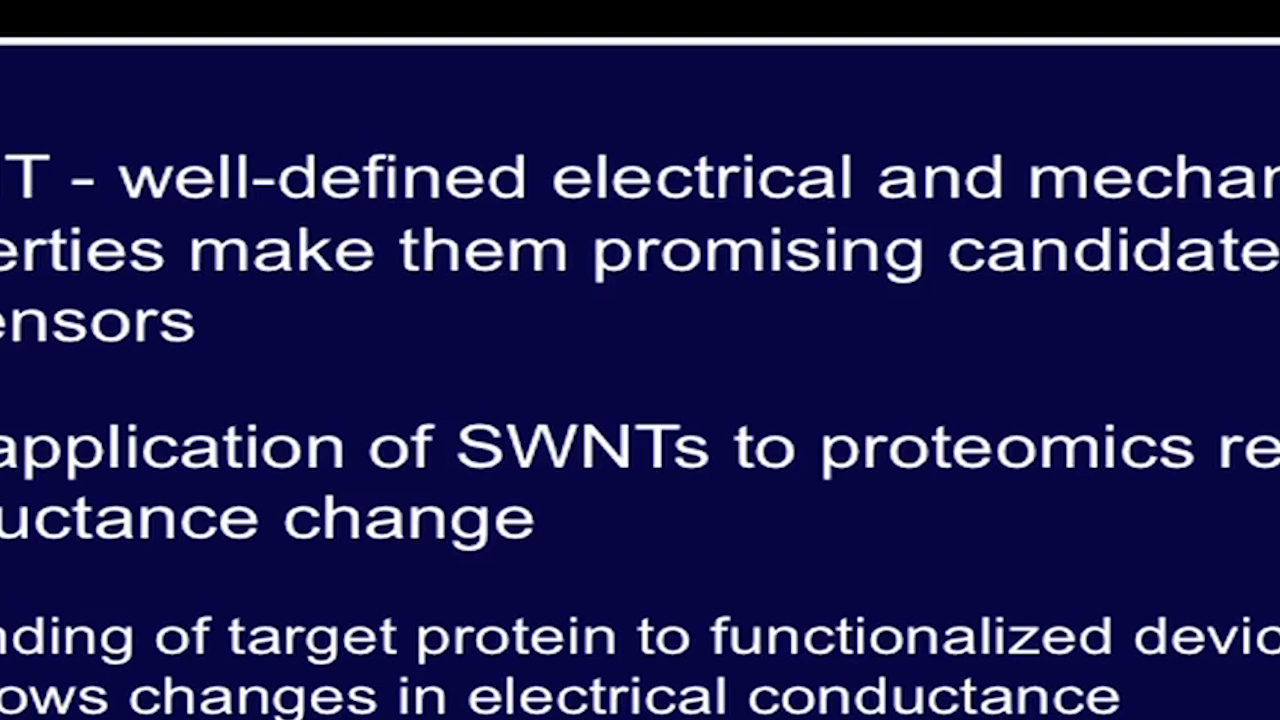 T - well-defined electrical and mechan
erties make them promising candidate
ensors
application of SWNTs to proteomics re
uctance change
nding of target protein to functionalized devic
ows changes in electrical conductance